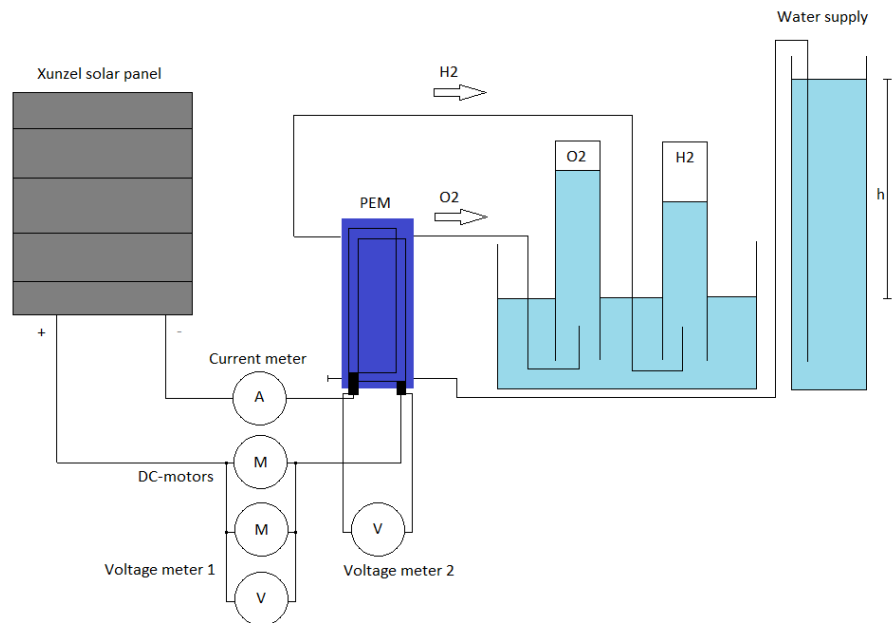 Water supply
Xunzel solar panel
H2
O2
H2
PEM
O2
h
+
-
Current meter
A
M
DC-motors
M
V
Voltage meter 1
Voltage meter 2
V